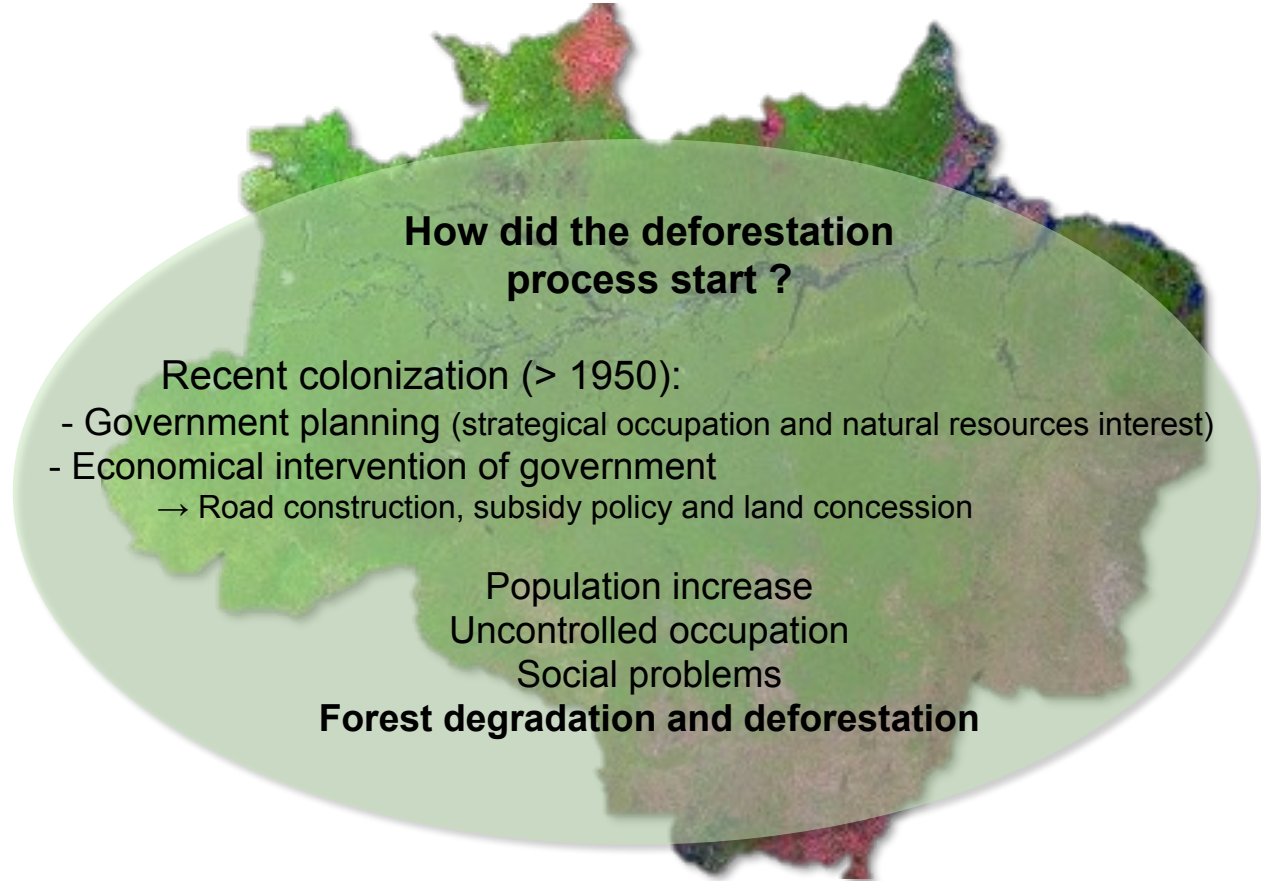 How did the deforestation
process start ?
Recent colonization (> 1950):
- Government planning (strategical occupation and natural resources interest)
- Economical intervention of government
→ Road construction, subsidy policy and land concession
Population increase
Uncontrolled occupation
Social problems
Forest degradation and deforestation